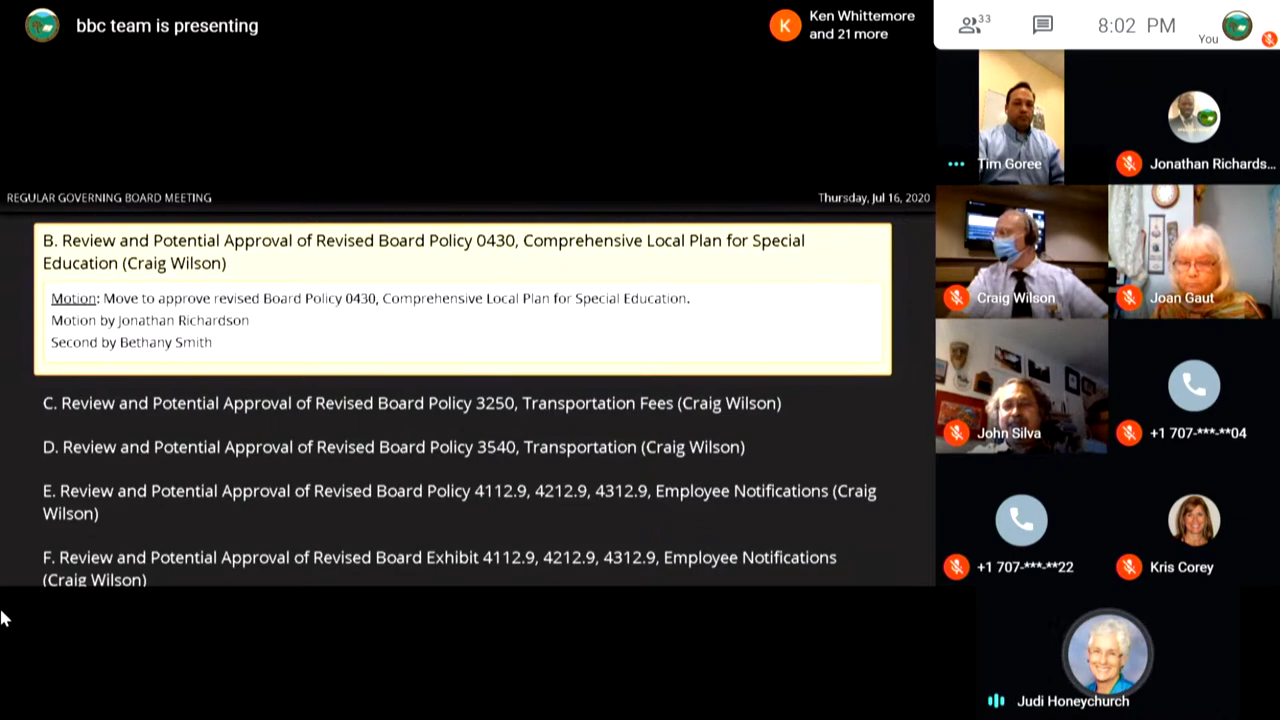 bbc team is presenting
K
Ken Whittemore
and 21 more
33
8:02 PM
You
REGULAR GOVERNING BOARD MEETING
Thursday, Jul 16, 2020
B. Review and Potential Approval of Revised Board Policy 0430, Comprehensive Local Plan for Special
Education (Craig Wilson)
Motion: Move to approve revised Board Policy 0430, Comprehensive Local Plan for Special Education.
Motion by Jonathan Richardson
Second by Bethany Smith
C. Review and Potential Approval of Revised Board Policy 3250, Transportation Fees (Craig Wilson)
D. Review and Potential Approval of Revised Board Policy 3540, Transportation (Craig Wilson)
E. Review and Potential Approval of Revised Board Policy 4112.9, 4212.9, 4312.9, Employee Notifications (Craig
Wilson)
F. Review and Potential Approval of Revised Board Exhibit 4112.9, 4212.9, 4312.9, Employee Notifications
(Craig Wilson)
Tim Goree
Jonathan Richards...
Craig Wilson
Joan Gaut
John Silva
+1 707-***-**04
+1 707-***-**22
Kris Corey
Judi Honeychurch